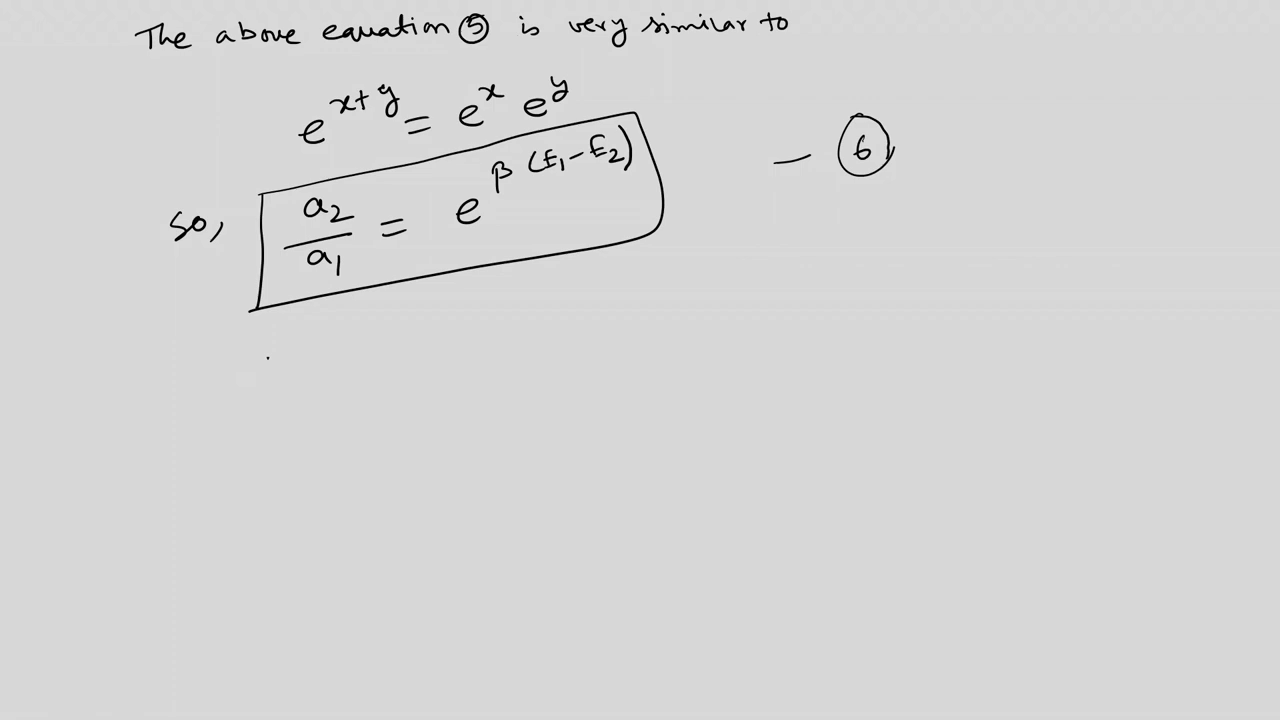 The above equation ⑤ is very similar to
e^{x+y} = e^x e^y
so, a_2/a_1 = e^{β(E_1-E_2)} — ⑥